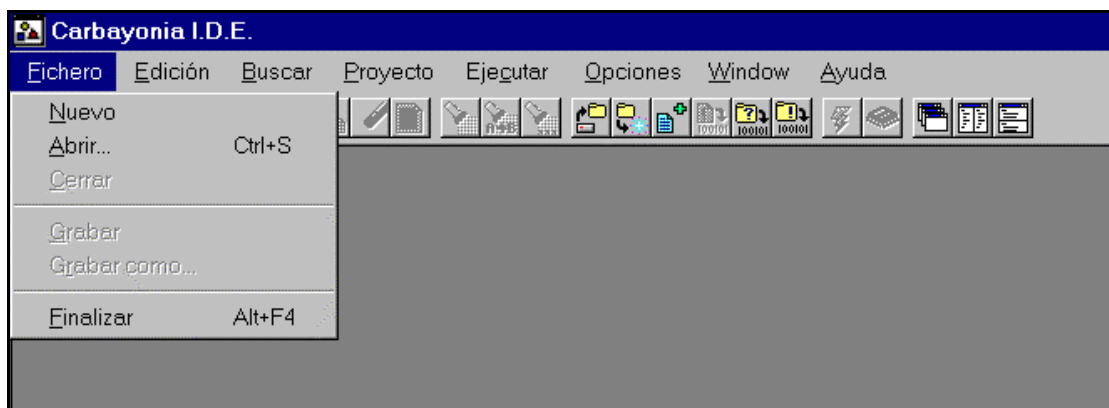 Carbayonia I.D.E.
Fichero Edición Buscar Proyecto Ejecutar Opciones Window Ayuda
Nuevo
Abrir... Ctrl+S
Cerrar
Grabar
Grabar como...
Finalizar Alt+F4